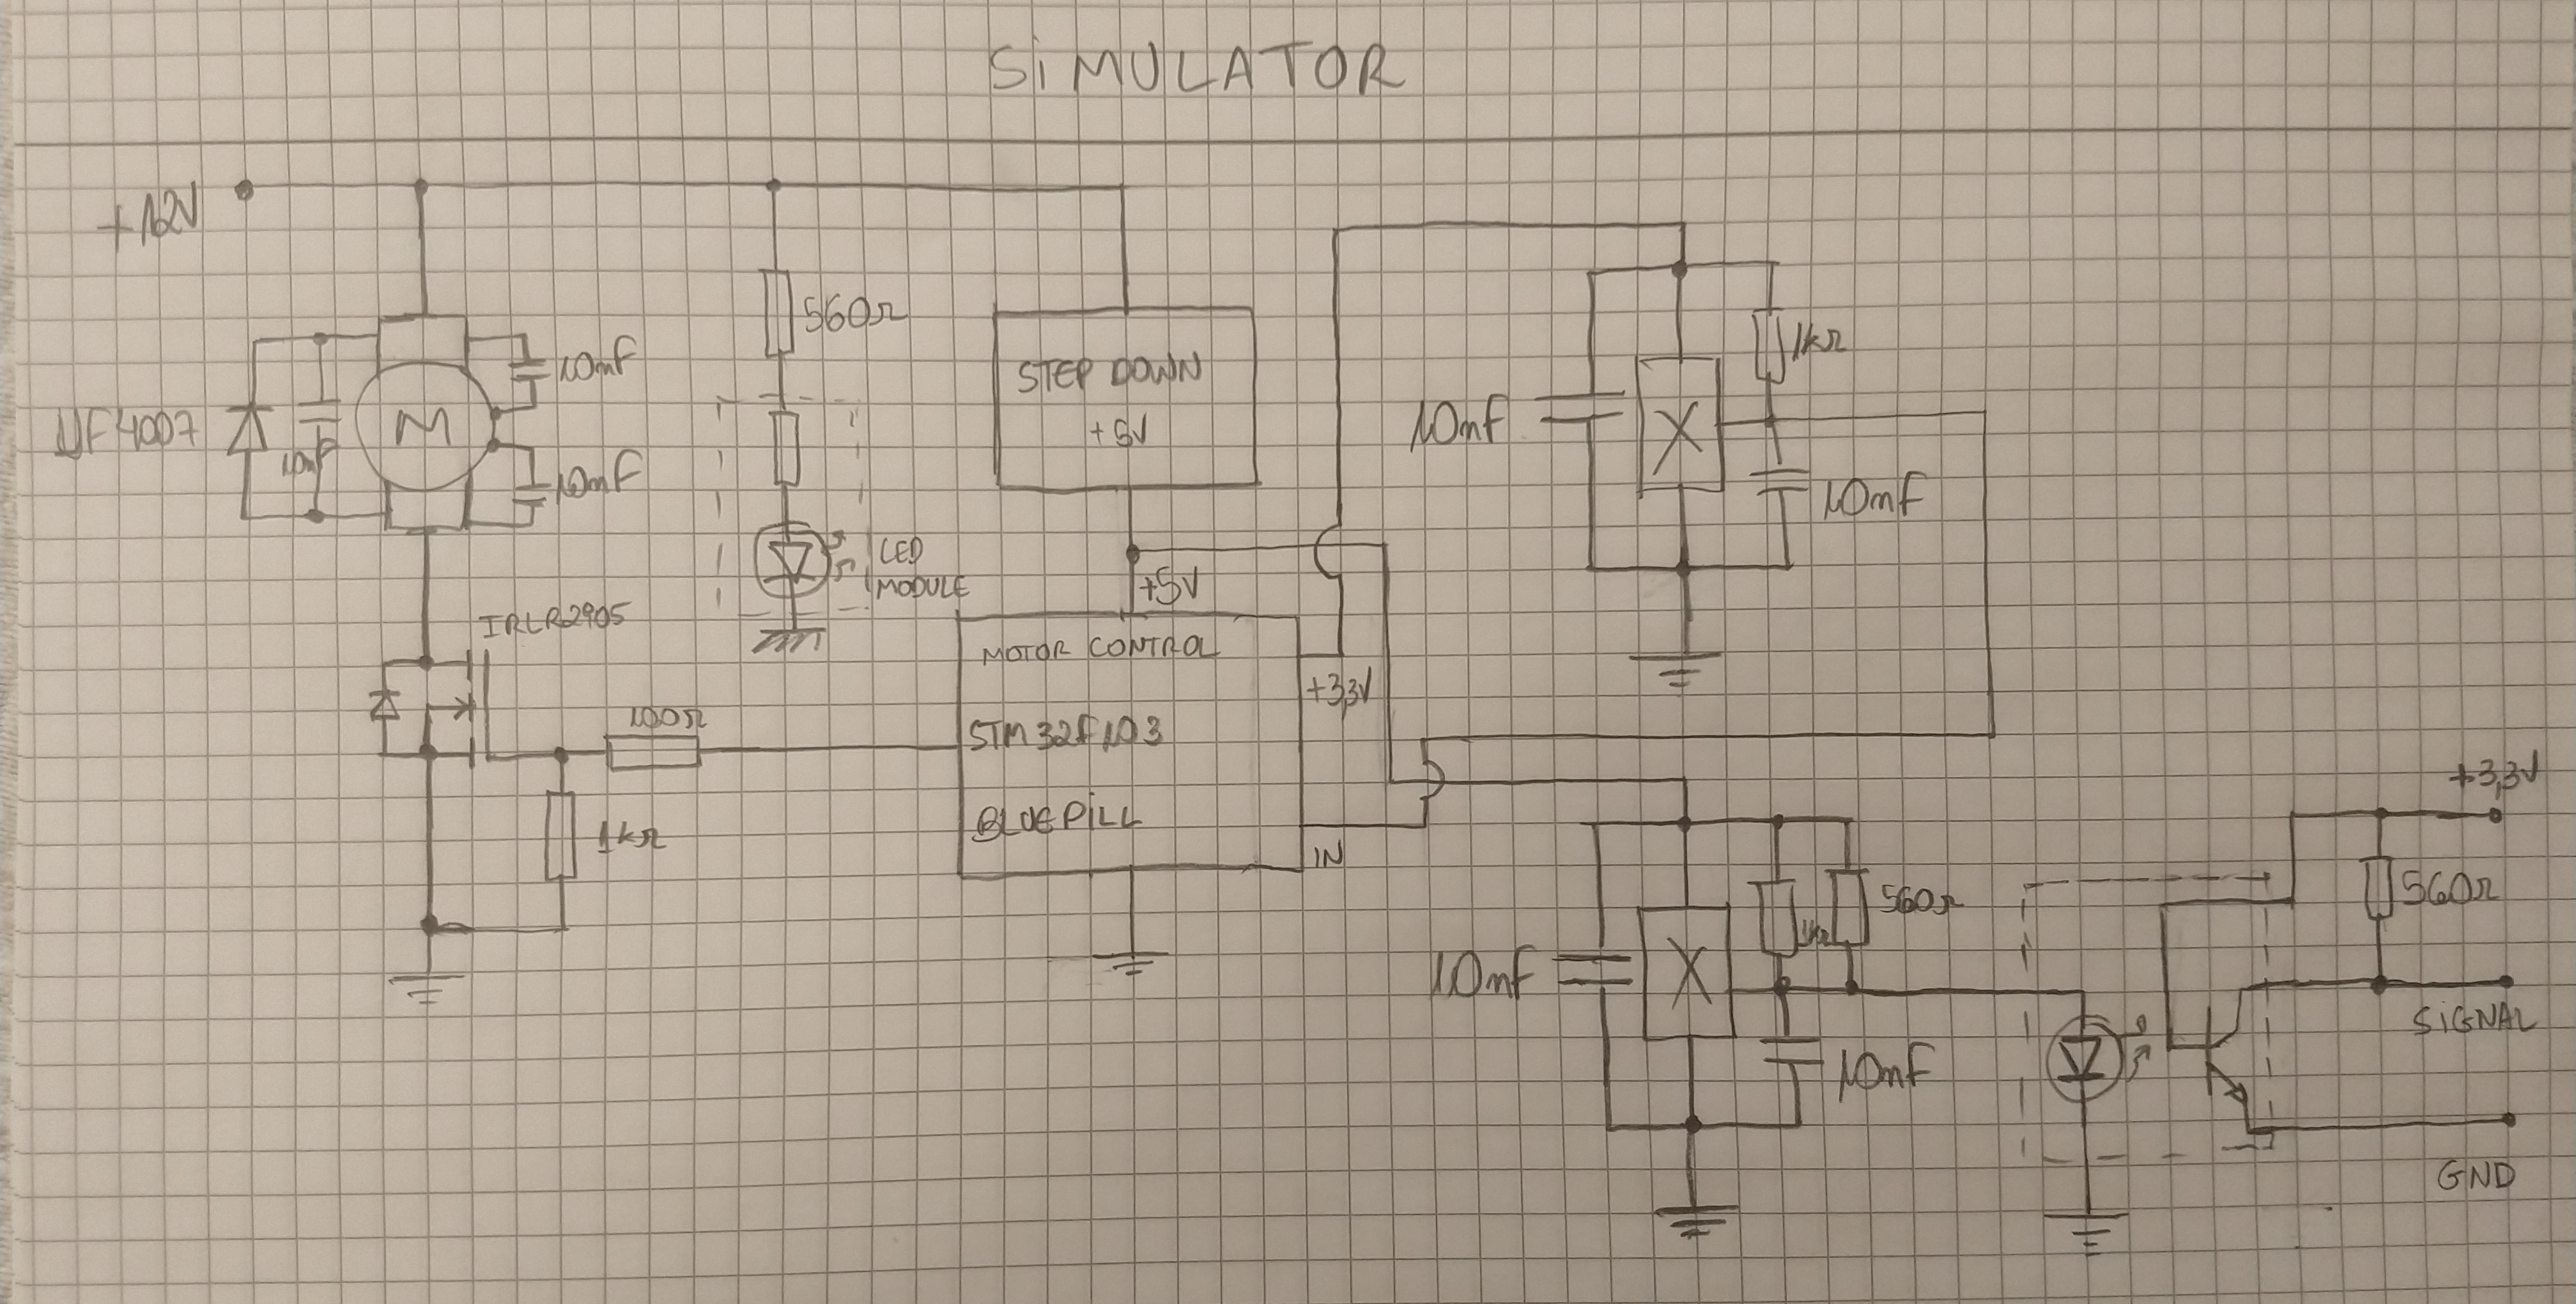 SiMULATOR
+12V
560Ω
1kΩ
STEP DOWN
+5V
10nF
10nF
M
UF4007
10nF
10nF
X
10nF
LED
MODULE
+5V
IRLR2905
MOTOR CONTROL
+3,3V
100Ω
STM32F103
BLUEPiLL
1kΩ
IN
+3,3V
560Ω
560Ω
1kΩ
10nF
X
SiGNAL
10nF
GND